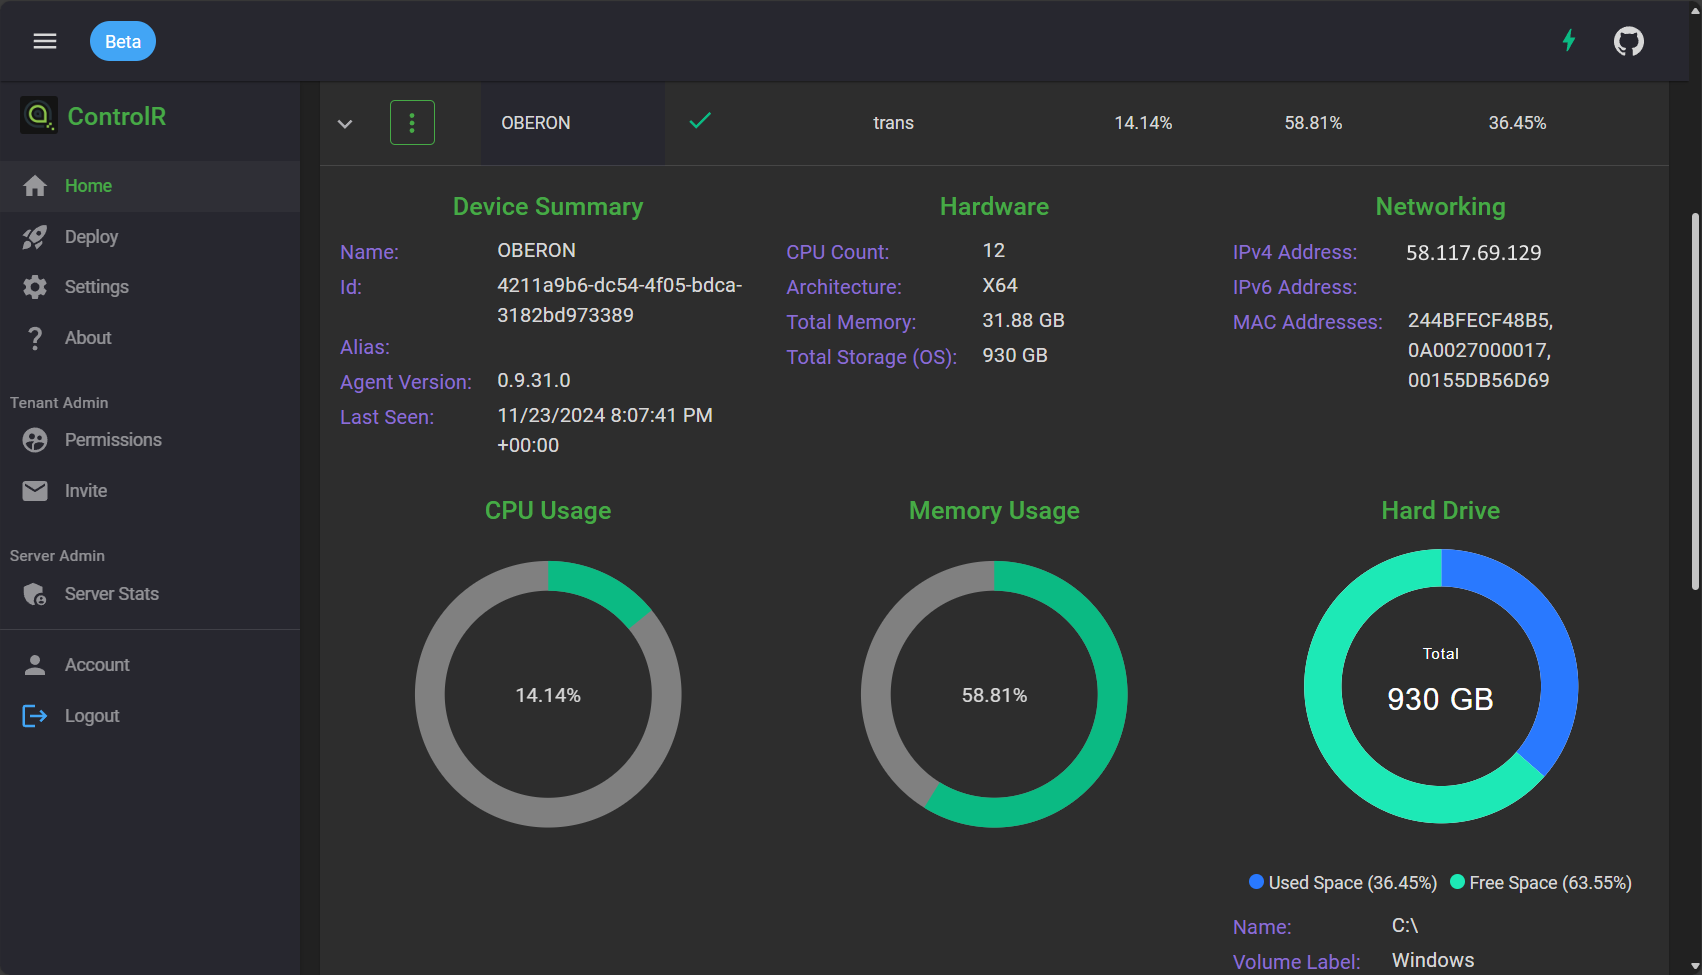 Beta
ControlR
Home
Deploy
Settings
About
Tenant Admin
Permissions
Invite
Server Admin
Server Stats
Account
Logout
OBERON trans 14.14% 58.81% 36.45%
Device Summary
Name: OBERON
Id: 4211a9b6-dc54-4f05-bdca-
3182bd973389
Alias:
Agent Version: 0.9.31.0
Last Seen: 11/23/2024 8:07:41 PM
+00:00
Hardware
CPU Count: 12
Architecture: X64
Total Memory: 31.88 GB
Total Storage (OS): 930 GB
Networking
IPv4 Address: 58.117.69.129
IPv6 Address:
MAC Addresses: 244BFECF48B5,
0A0027000017,
00155DB56D69
CPU Usage
14.14%
Memory Usage
58.81%
Hard Drive
Total
930 GB
Used Space (36.45%) Free Space (63.55%)
Name: C:\
Volume Label: Windows